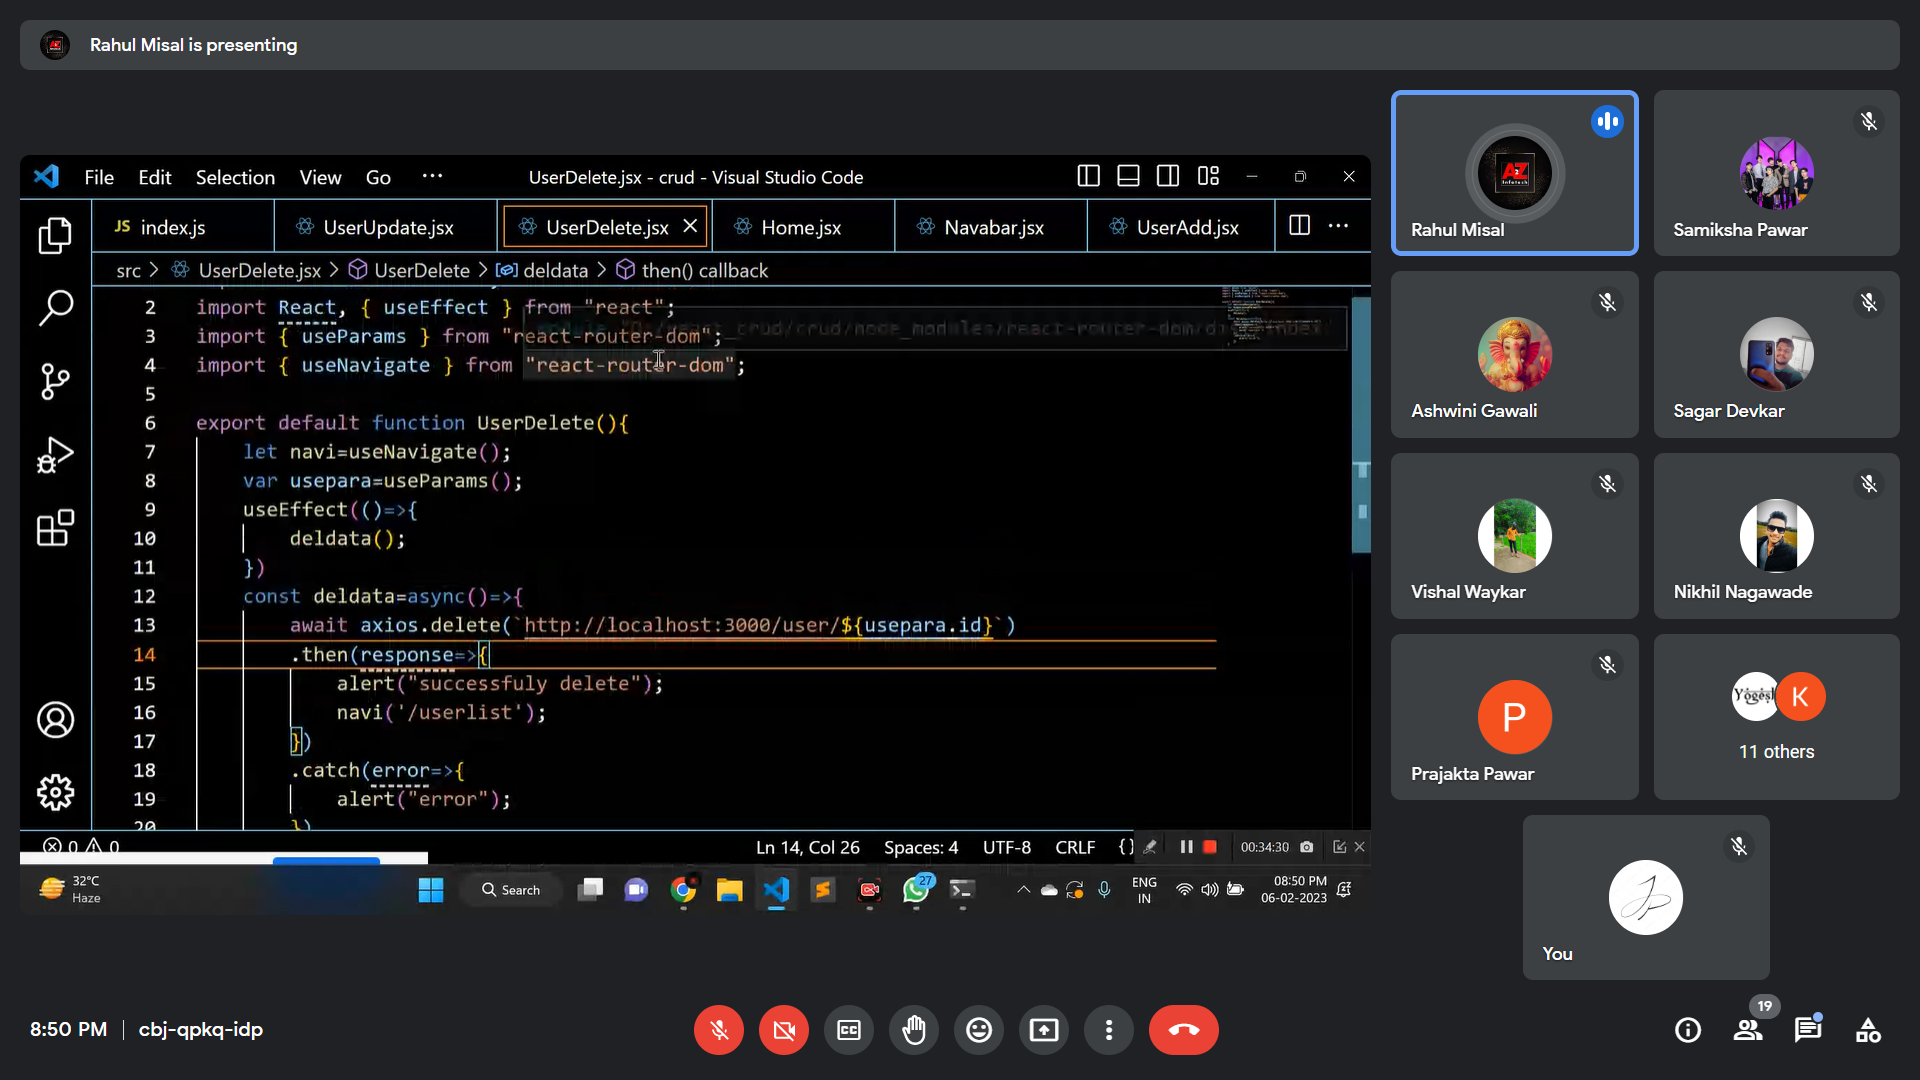 Rahul Misal is presenting
File Edit Selection View Go ··· UserDelete.jsx - crud - Visual Studio Code
JS index.js UserUpdate.jsx UserDelete.jsx Home.jsx Navabar.jsx UserAdd.jsx ···
src > UserDelete.jsx > UserDelete > deldata > then() callback
2 import React, { useEffect } from "react";
3 import { useParams } from "react-router-dom";
4 import { useNavigate } from "react-router-dom";
5
6 export default function UserDelete(){
7 let navi=useNavigate();
8 var usepara=useParams();
9 useEffect(()=>{
10 deldata();
11 })
12 const deldata=async()=>{
13 await axios.delete(`http://localhost:3000/user/${usepara.id}`)
14 .then(response=>{
15 alert("successfuly delete");
16 navi('/userlist');
17 })
18 .catch(error=>{
19 alert("error");
20 })
0 0 Ln 14, Col 26 Spaces: 4 UTF-8 CRLF {} 00:34:30
32°C
Haze
Search
27
ENG
IN
08:50 PM
06-02-2023
AZ
Infotech
Rahul Misal
Samiksha Pawar
Ashwini Gawali
Sagar Devkar
Vishal Waykar
Nikhil Nagawade
P
Prajakta Pawar
Yogesh
K
11 others
You
8:50 PM | cbj-qpkq-idp
CC
19